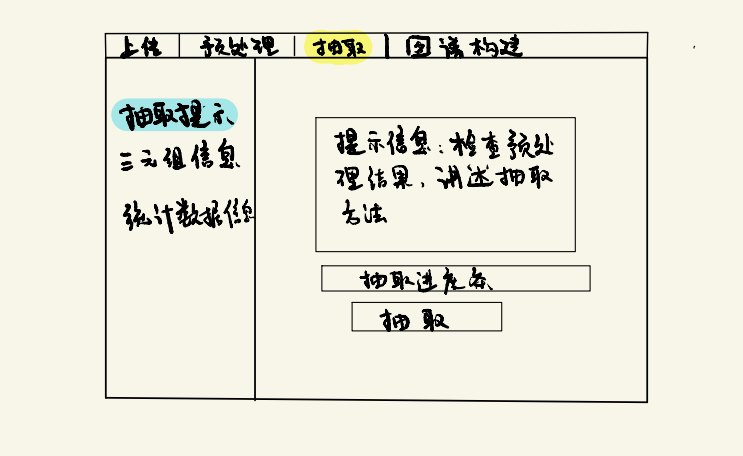 上传 预处理 抽取 图谱构建
抽取提示
三元组信息
统计数据信息
提示信息：检查预处
理结果，讲述抽取
方法
抽取进度条
抽 取